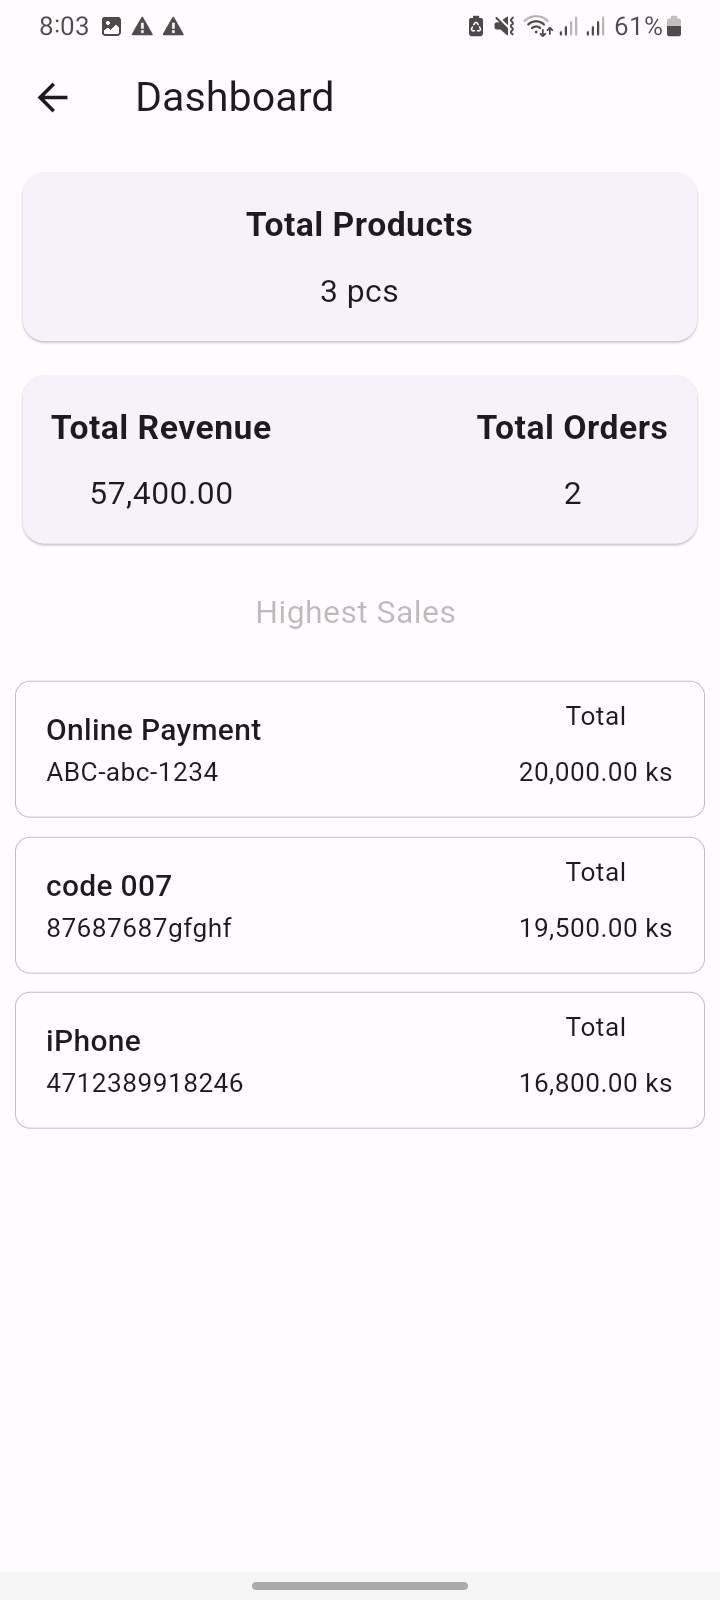 8:03 61%
Dashboard
Total Products
3 pcs
Total Revenue Total Orders
57,400.00 2
Highest Sales
Online Payment Total
ABC-abc-1234 20,000.00 ks
code 007 Total
87687687gfghf 19,500.00 ks
iPhone Total
4712389918246 16,800.00 ks